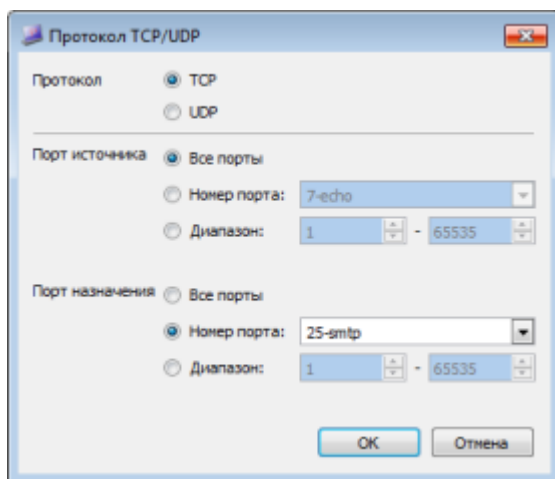 Протокол TCP/UDP
Протокол TCP
UDP
Порт источника Все порты
Номер порта: 7-echo
Диапазон: 1 - 65535
Порт назначения Все порты
Номер порта: 25-smtp
Диапазон: 1 - 65535
OK Отмена